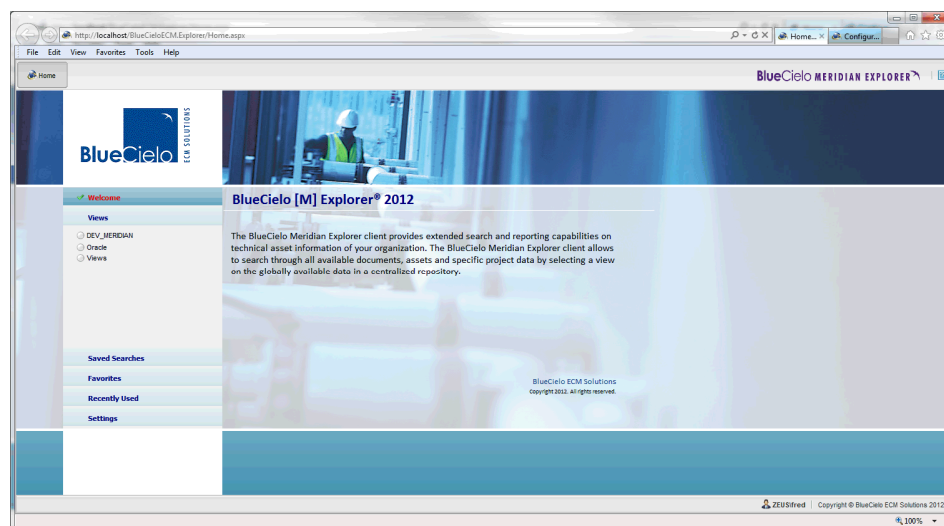 http://localhost/BlueCieloECM.Explorer/Home.aspx
Home...
Configur...
File Edit View Favorites Tools Help
Home
BlueCielo MERIDIAN EXPLORER
BlueCielo
ECM SOLUTIONS
Welcome
BlueCielo [M] Explorer® 2012
Views
DEV_MERIDIAN
Oracle
Views
The BlueCielo Meridian Explorer client provides extended search and reporting capabilities on
technical asset information of your organization. The BlueCielo Meridian Explorer client allows
to search through all available documents, assets and specific project data by selecting a view
on the globally available data in a centralized repository.
Saved Searches
Favorites
Recently Used
Settings
BlueCielo ECM Solutions
Copyright 2012. All rights reserved.
ZEUS\fred
Copyright © BlueCielo ECM Solutions 2012
100%